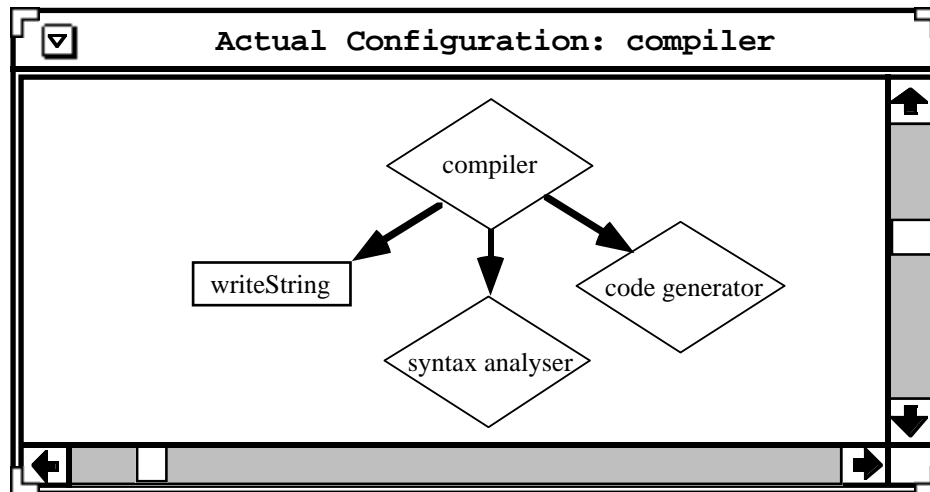 Actual Configuration: compiler
compiler
writeString
code generator
syntax analyser